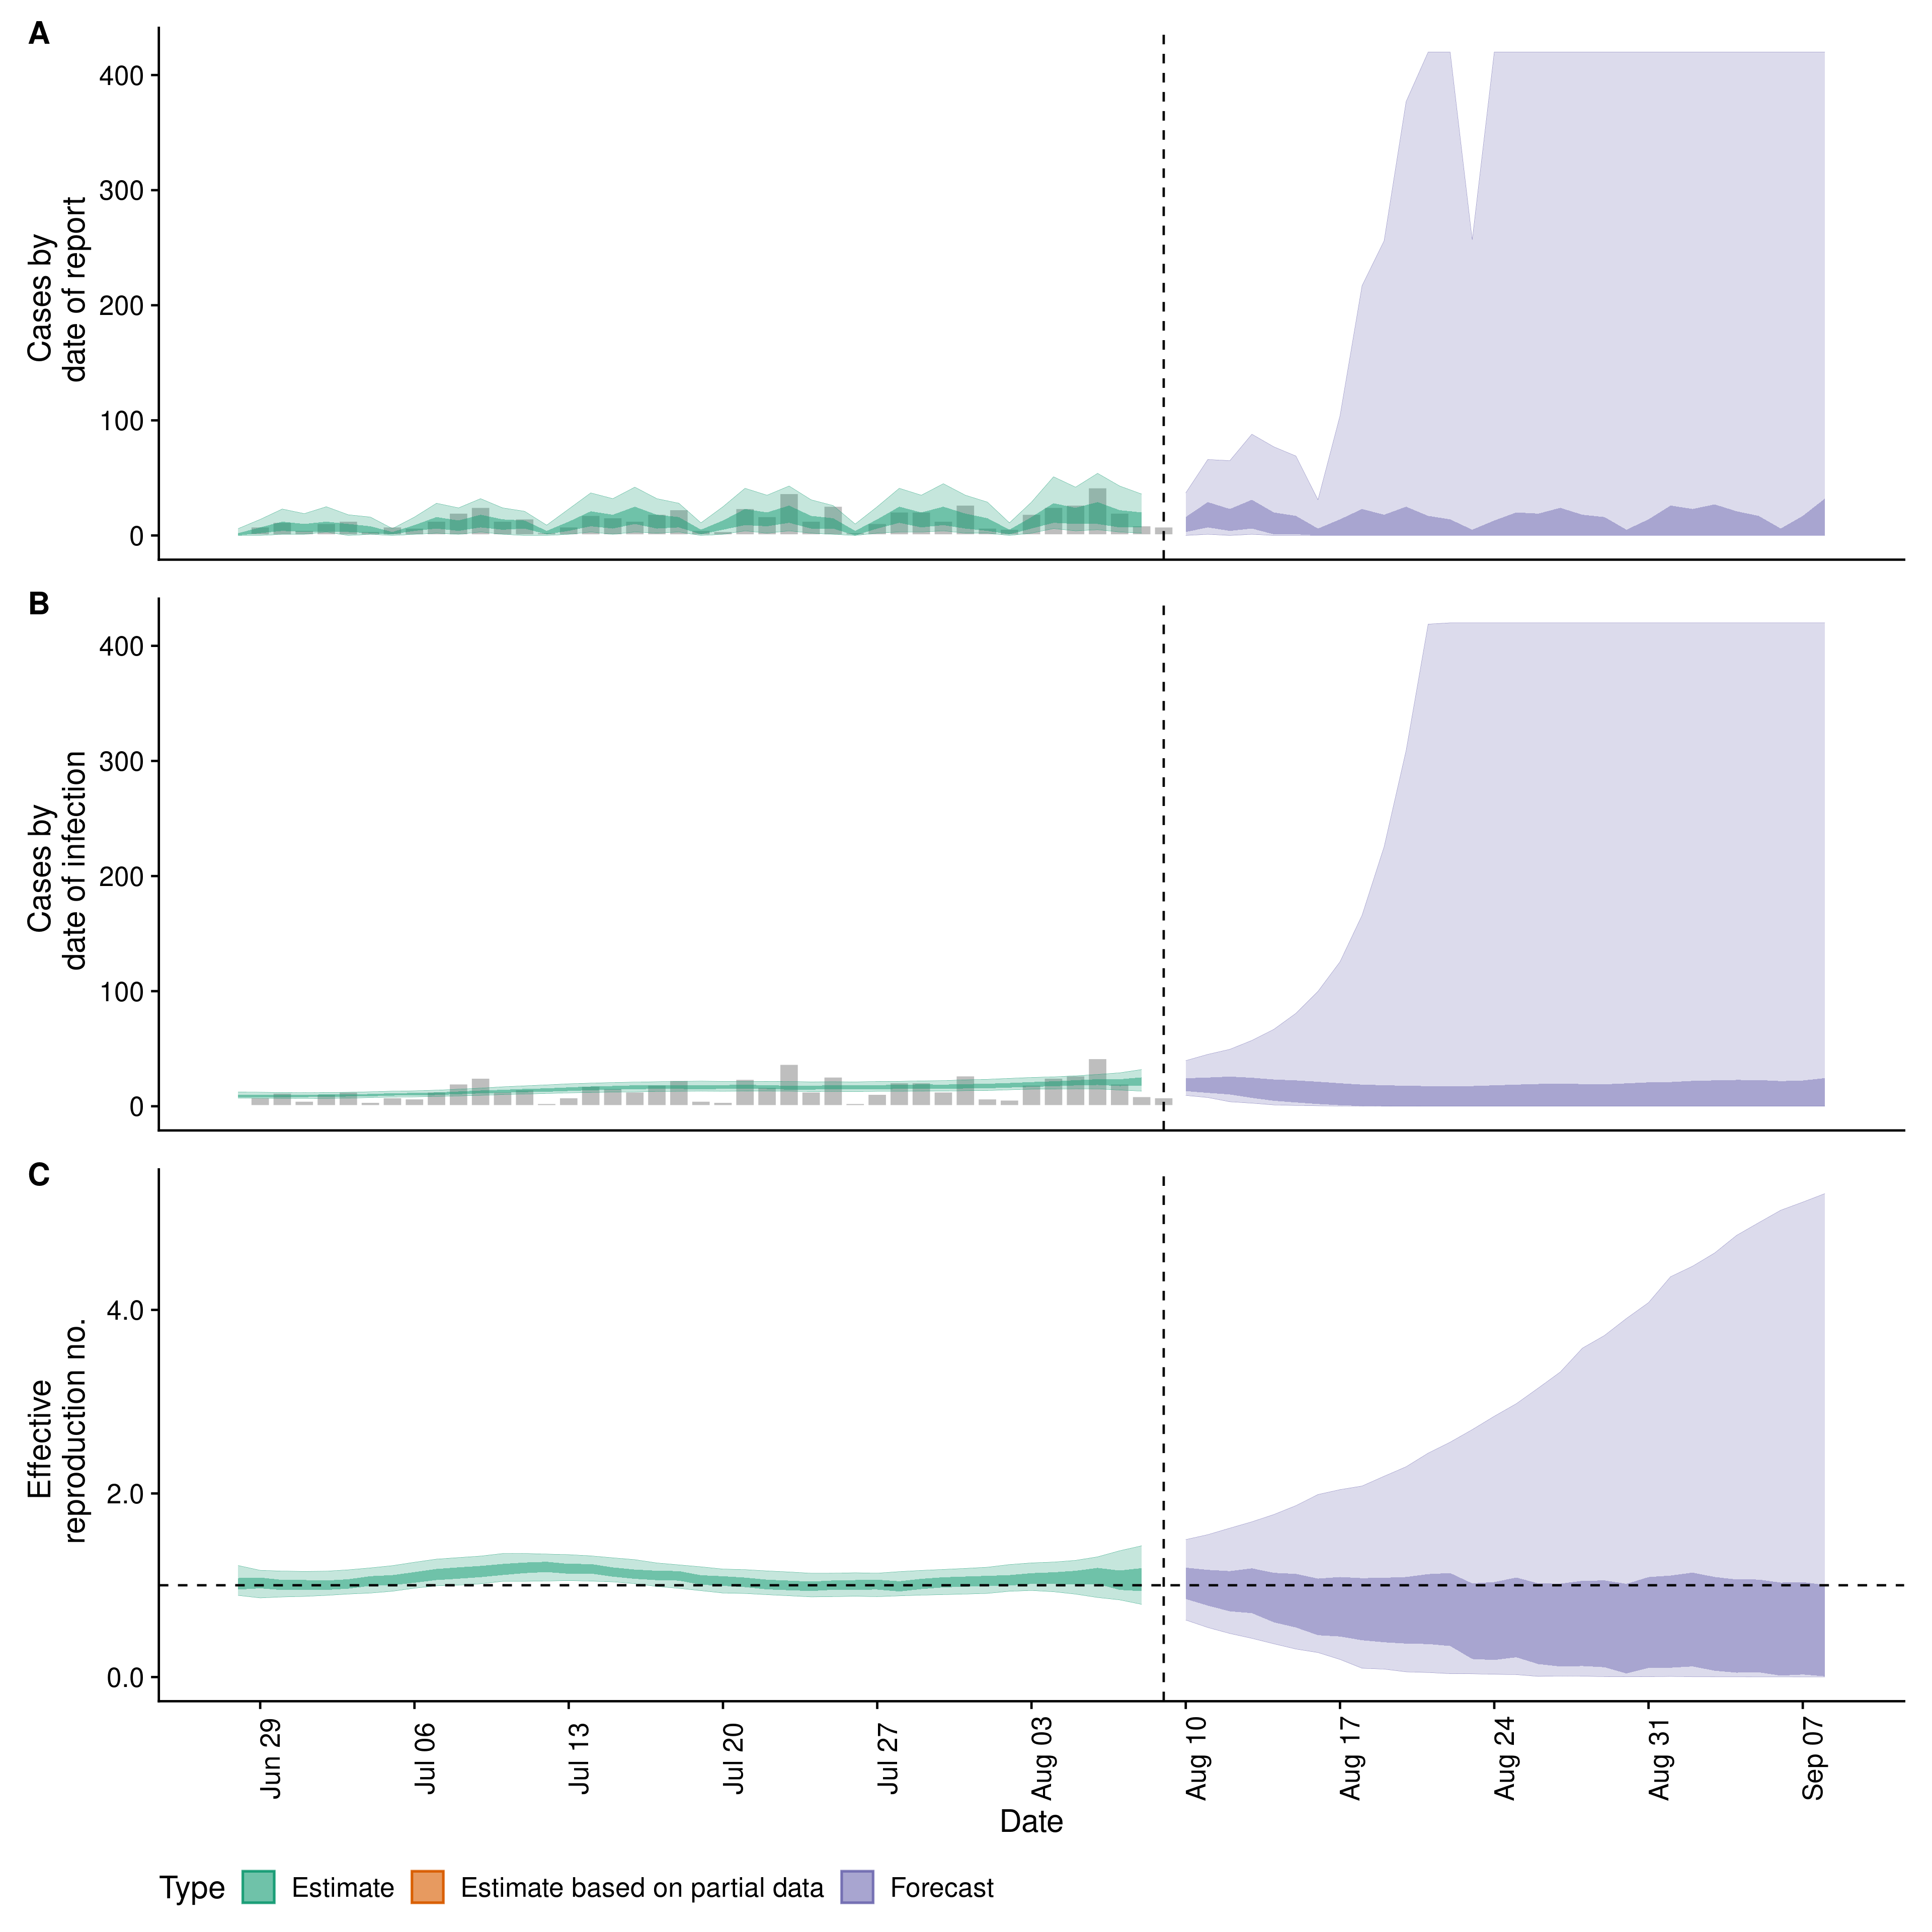 A
Cases by
date of report
400
300
200
100
0
B
Cases by
date of infection
400
300
200
100
0
C
Effective
reproduction no.
4.0
2.0
0.0
Jun 29
Jul 06
Jul 13
Jul 20
Jul 27
Aug 03
Aug 10
Aug 17
Aug 24
Aug 31
Sep 07
Date
Type Estimate Estimate based on partial data Forecast